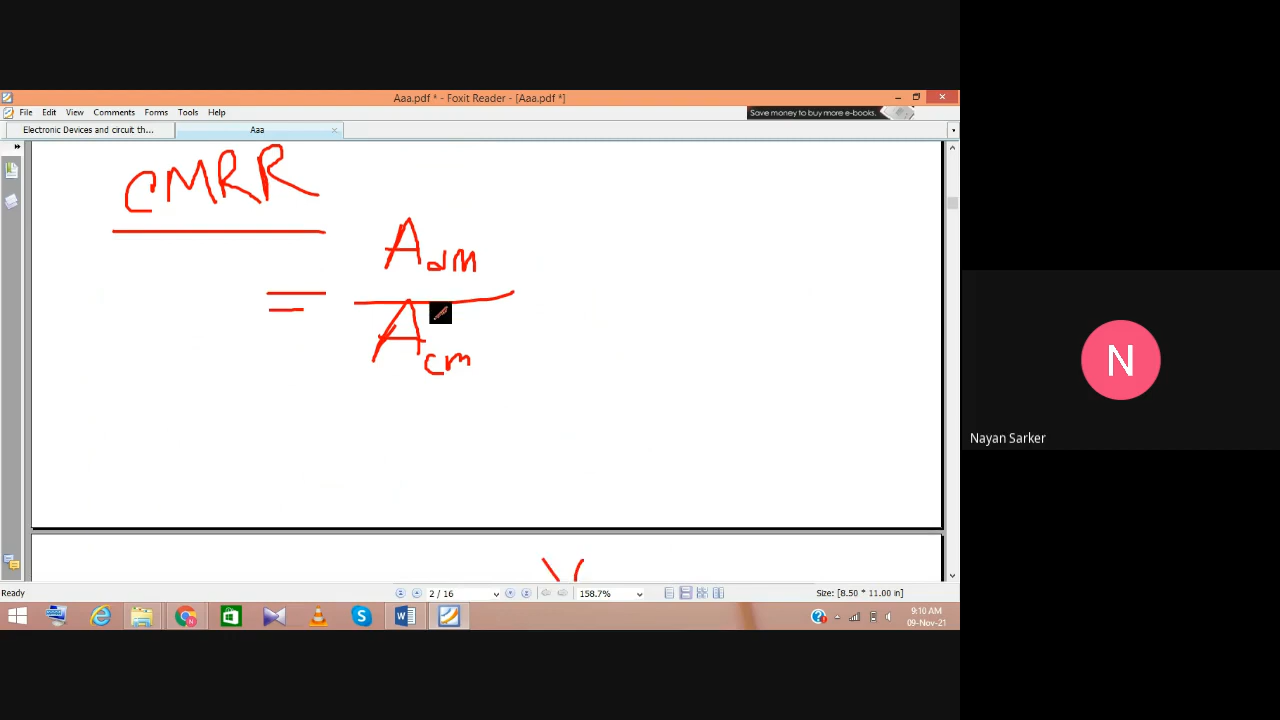 Aaa.pdf * - Foxit Reader - [Aaa.pdf *]
File Edit View Comments Forms Tools Help
Save money to buy more e-books.
Electronic Devices and circuit th...
Aaa
CMRR
Adm
=
Acm
N
Nayan Sarker
Ready
2 / 16
158.7%
Size: [8.50 * 11.00 in]
9:10 AM
09-Nov-21